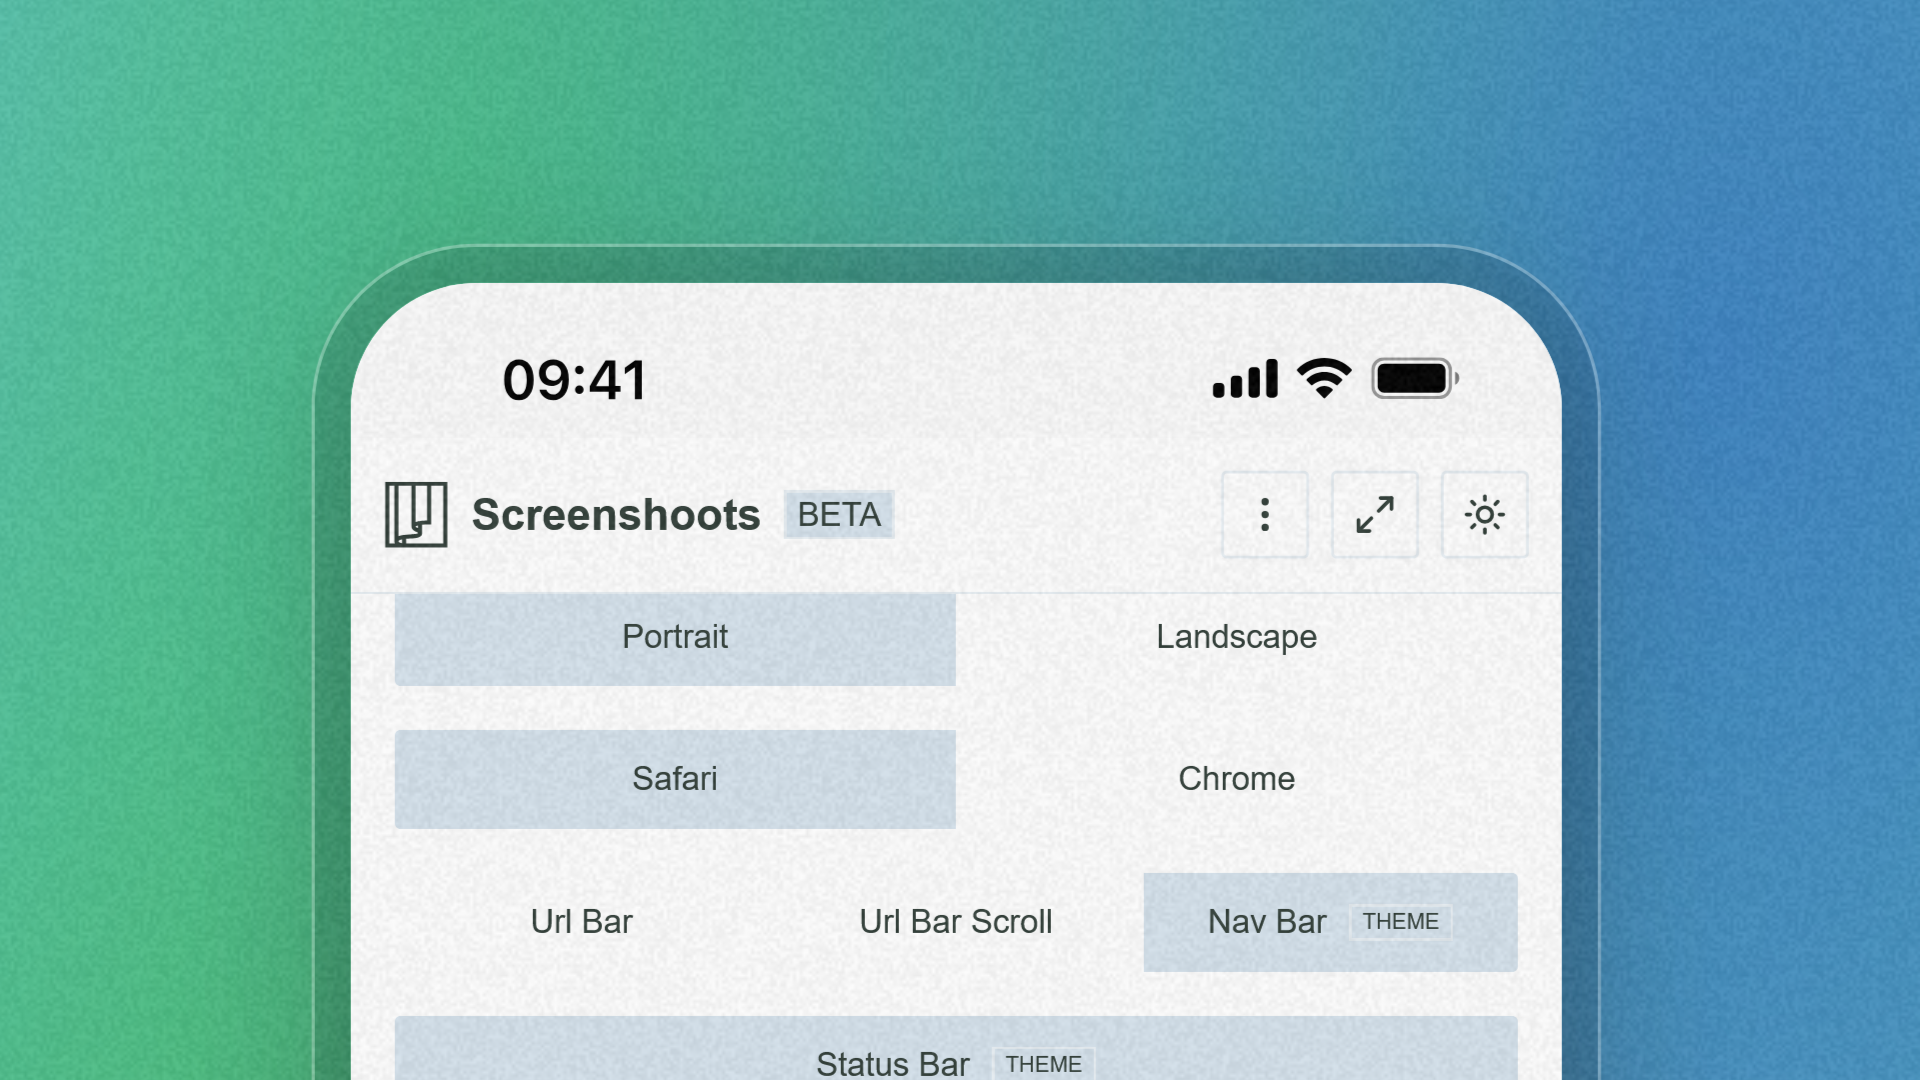 09:41
Screenshoots BETA
Portrait Landscape
Safari Chrome
Url Bar Url Bar Scroll Nav Bar THEME
Status Bar THEME